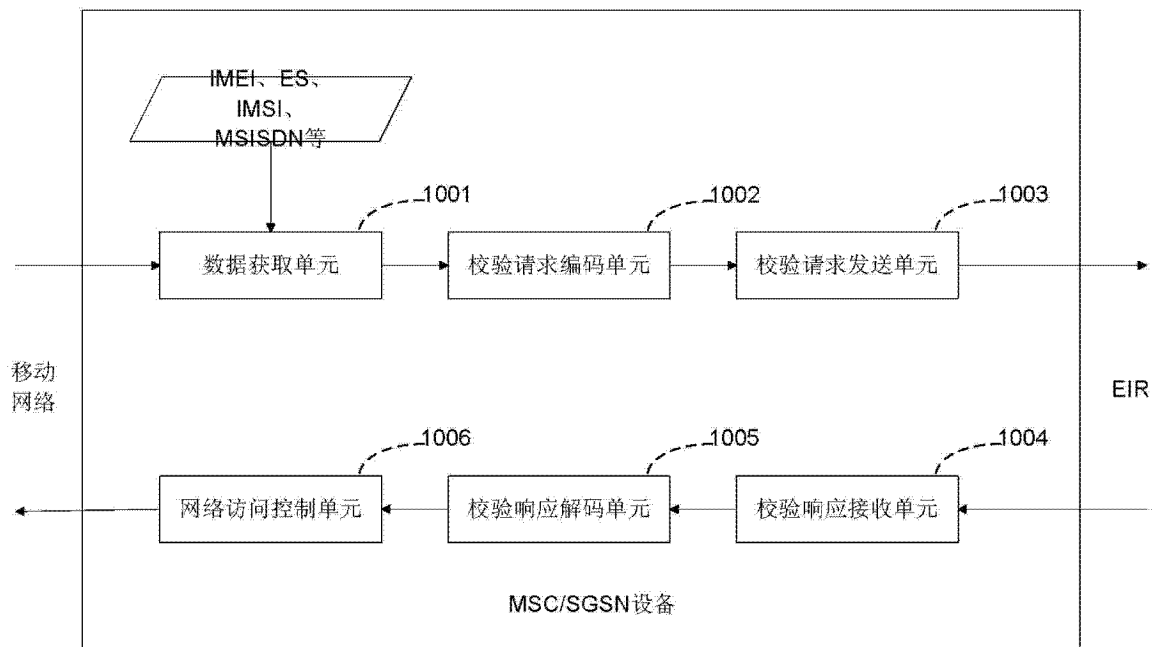 IMEI、ES、
IMSI、
MSISDN等
1001
1002
1003
数据获取单元
校验请求编码单元
校验请求发送单元
移动
网络
EIR
1006
1005
1004
网络访问控制单元
校验响应解码单元
校验响应接收单元
MSC/SGSN设备